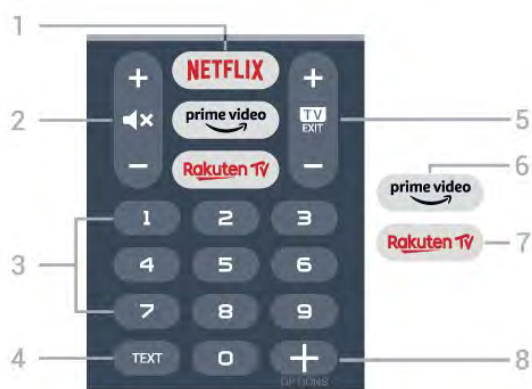 1
NETFLIX
2
prime video
TV
EXIT
5
Rakuten TV
6
prime video
Rakuten TV
7
3
1 2 3
4 5 6
7 8 9
4
TEXT 0
OPTIONS
8